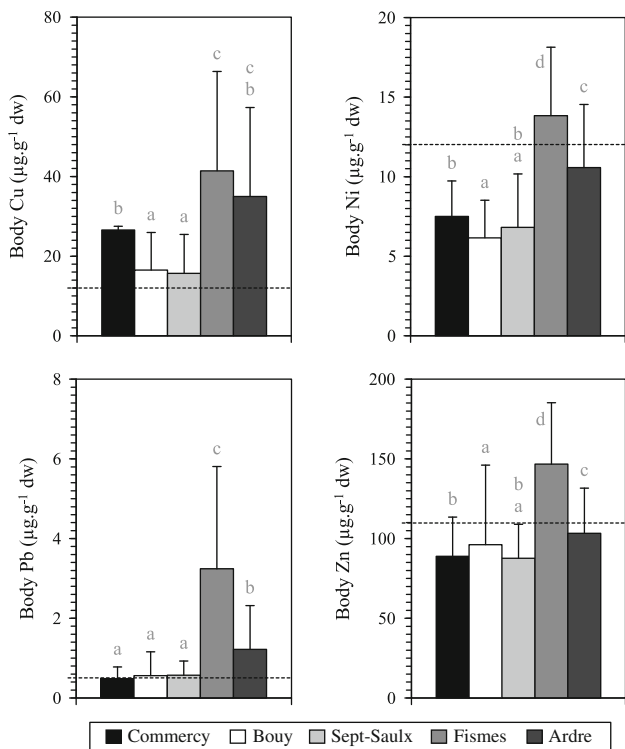 80
60
40
20
0
Body Cu (µg.g⁻¹ dw)
b
a
a
c
c
b
20
15
10
5
0
Body Ni (µg.g⁻¹ dw)
b
a
b
a
d
c
8
6
4
2
0
Body Pb (µg.g⁻¹ dw)
a
a
a
c
b
200
150
100
50
0
Body Zn (µg.g⁻¹ dw)
b
a
b
a
d
c
Commercy Bouy Sept-Saulx Fismes Ardre